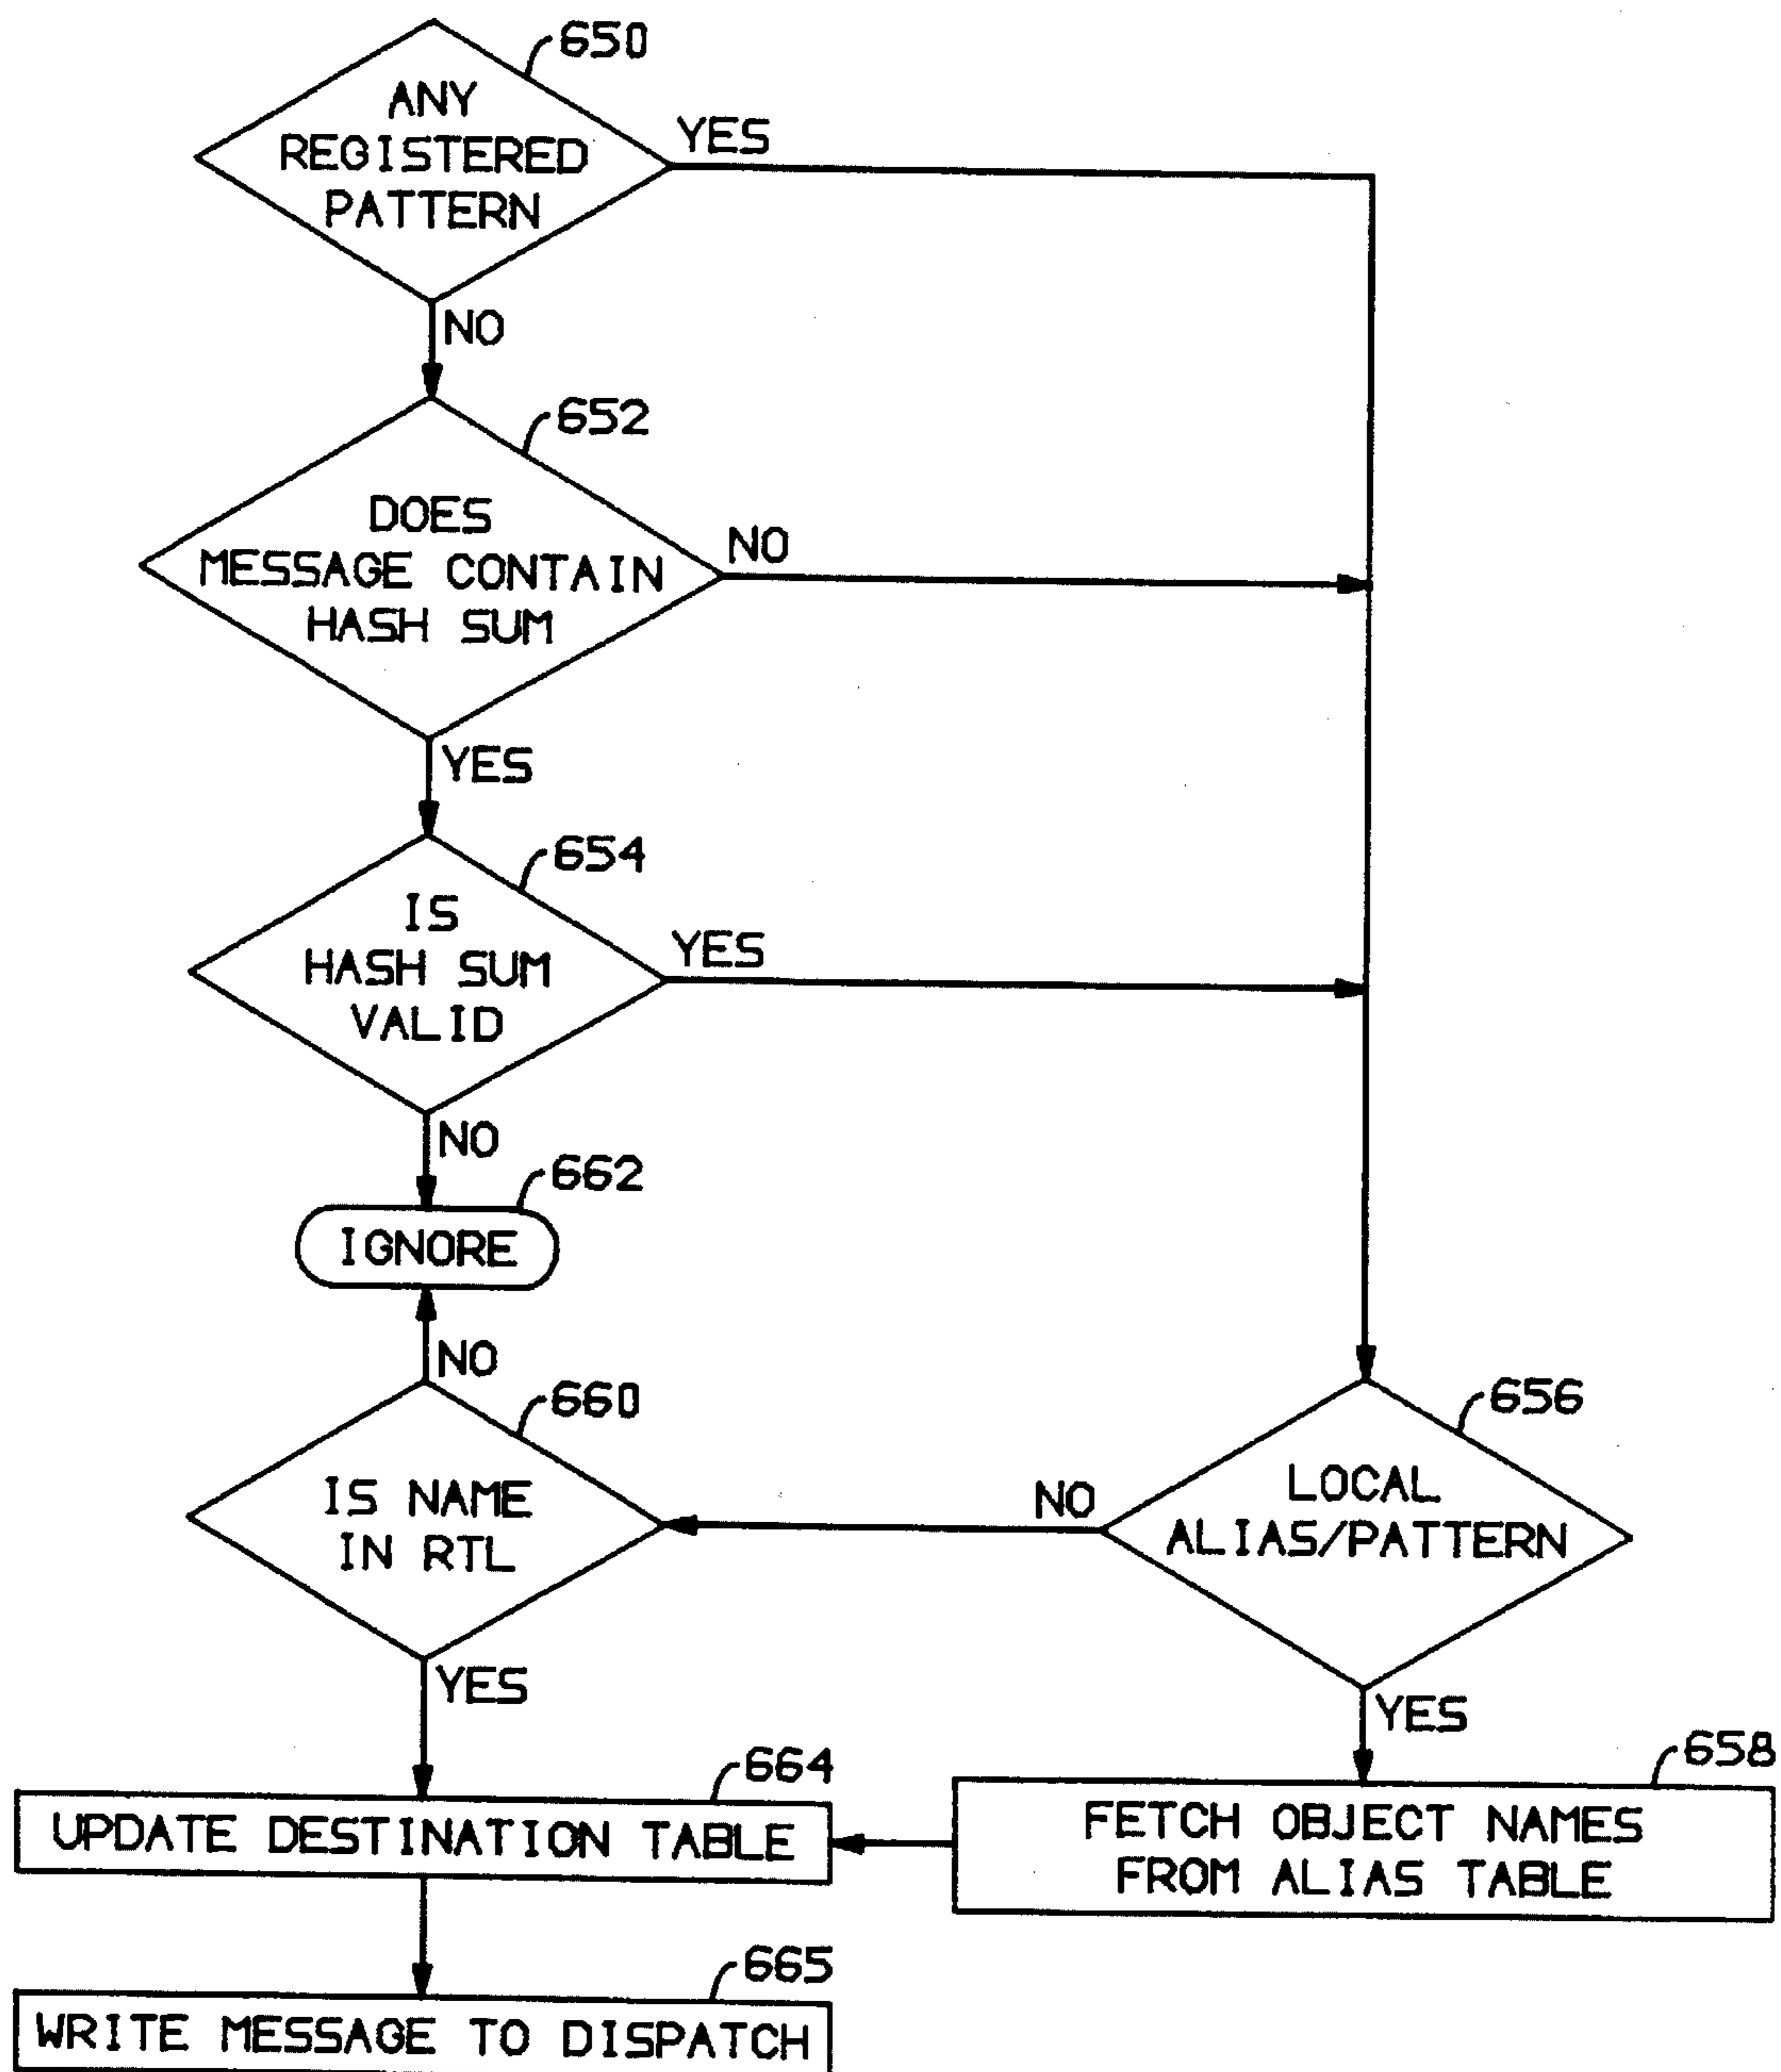 650
ANY
REGISTERED
PATTERN
YES
NO
652
DOES
MESSAGE CONTAIN
HASH SUM
NO
YES
654
IS
HASH SUM
VALID
YES
NO
662
IGNORE
NO
660
IS NAME
IN RTL
656
LOCAL
ALIAS/PATTERN
NO
YES
YES
658
FETCH OBJECT NAMES
FROM ALIAS TABLE
664
UPDATE DESTINATION TABLE
665
WRITE MESSAGE TO DISPATCH